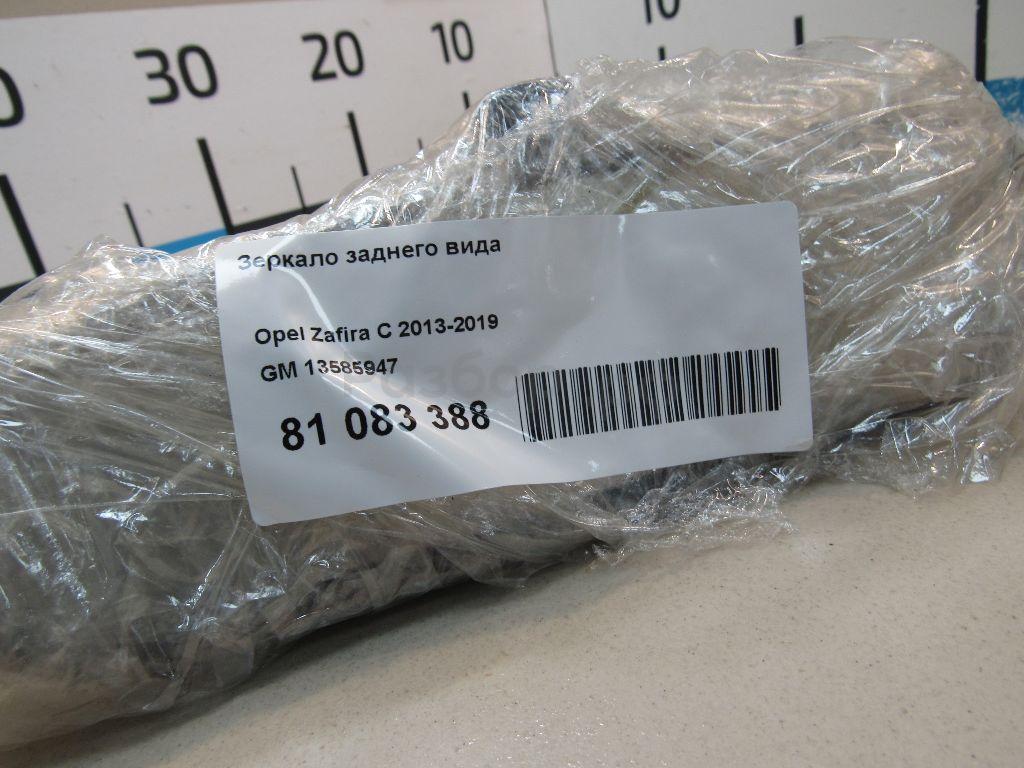 30 20 10 10
Зеркало заднего вида
Opel Zafira C 2013-2019
GM 13585947
81 083 388